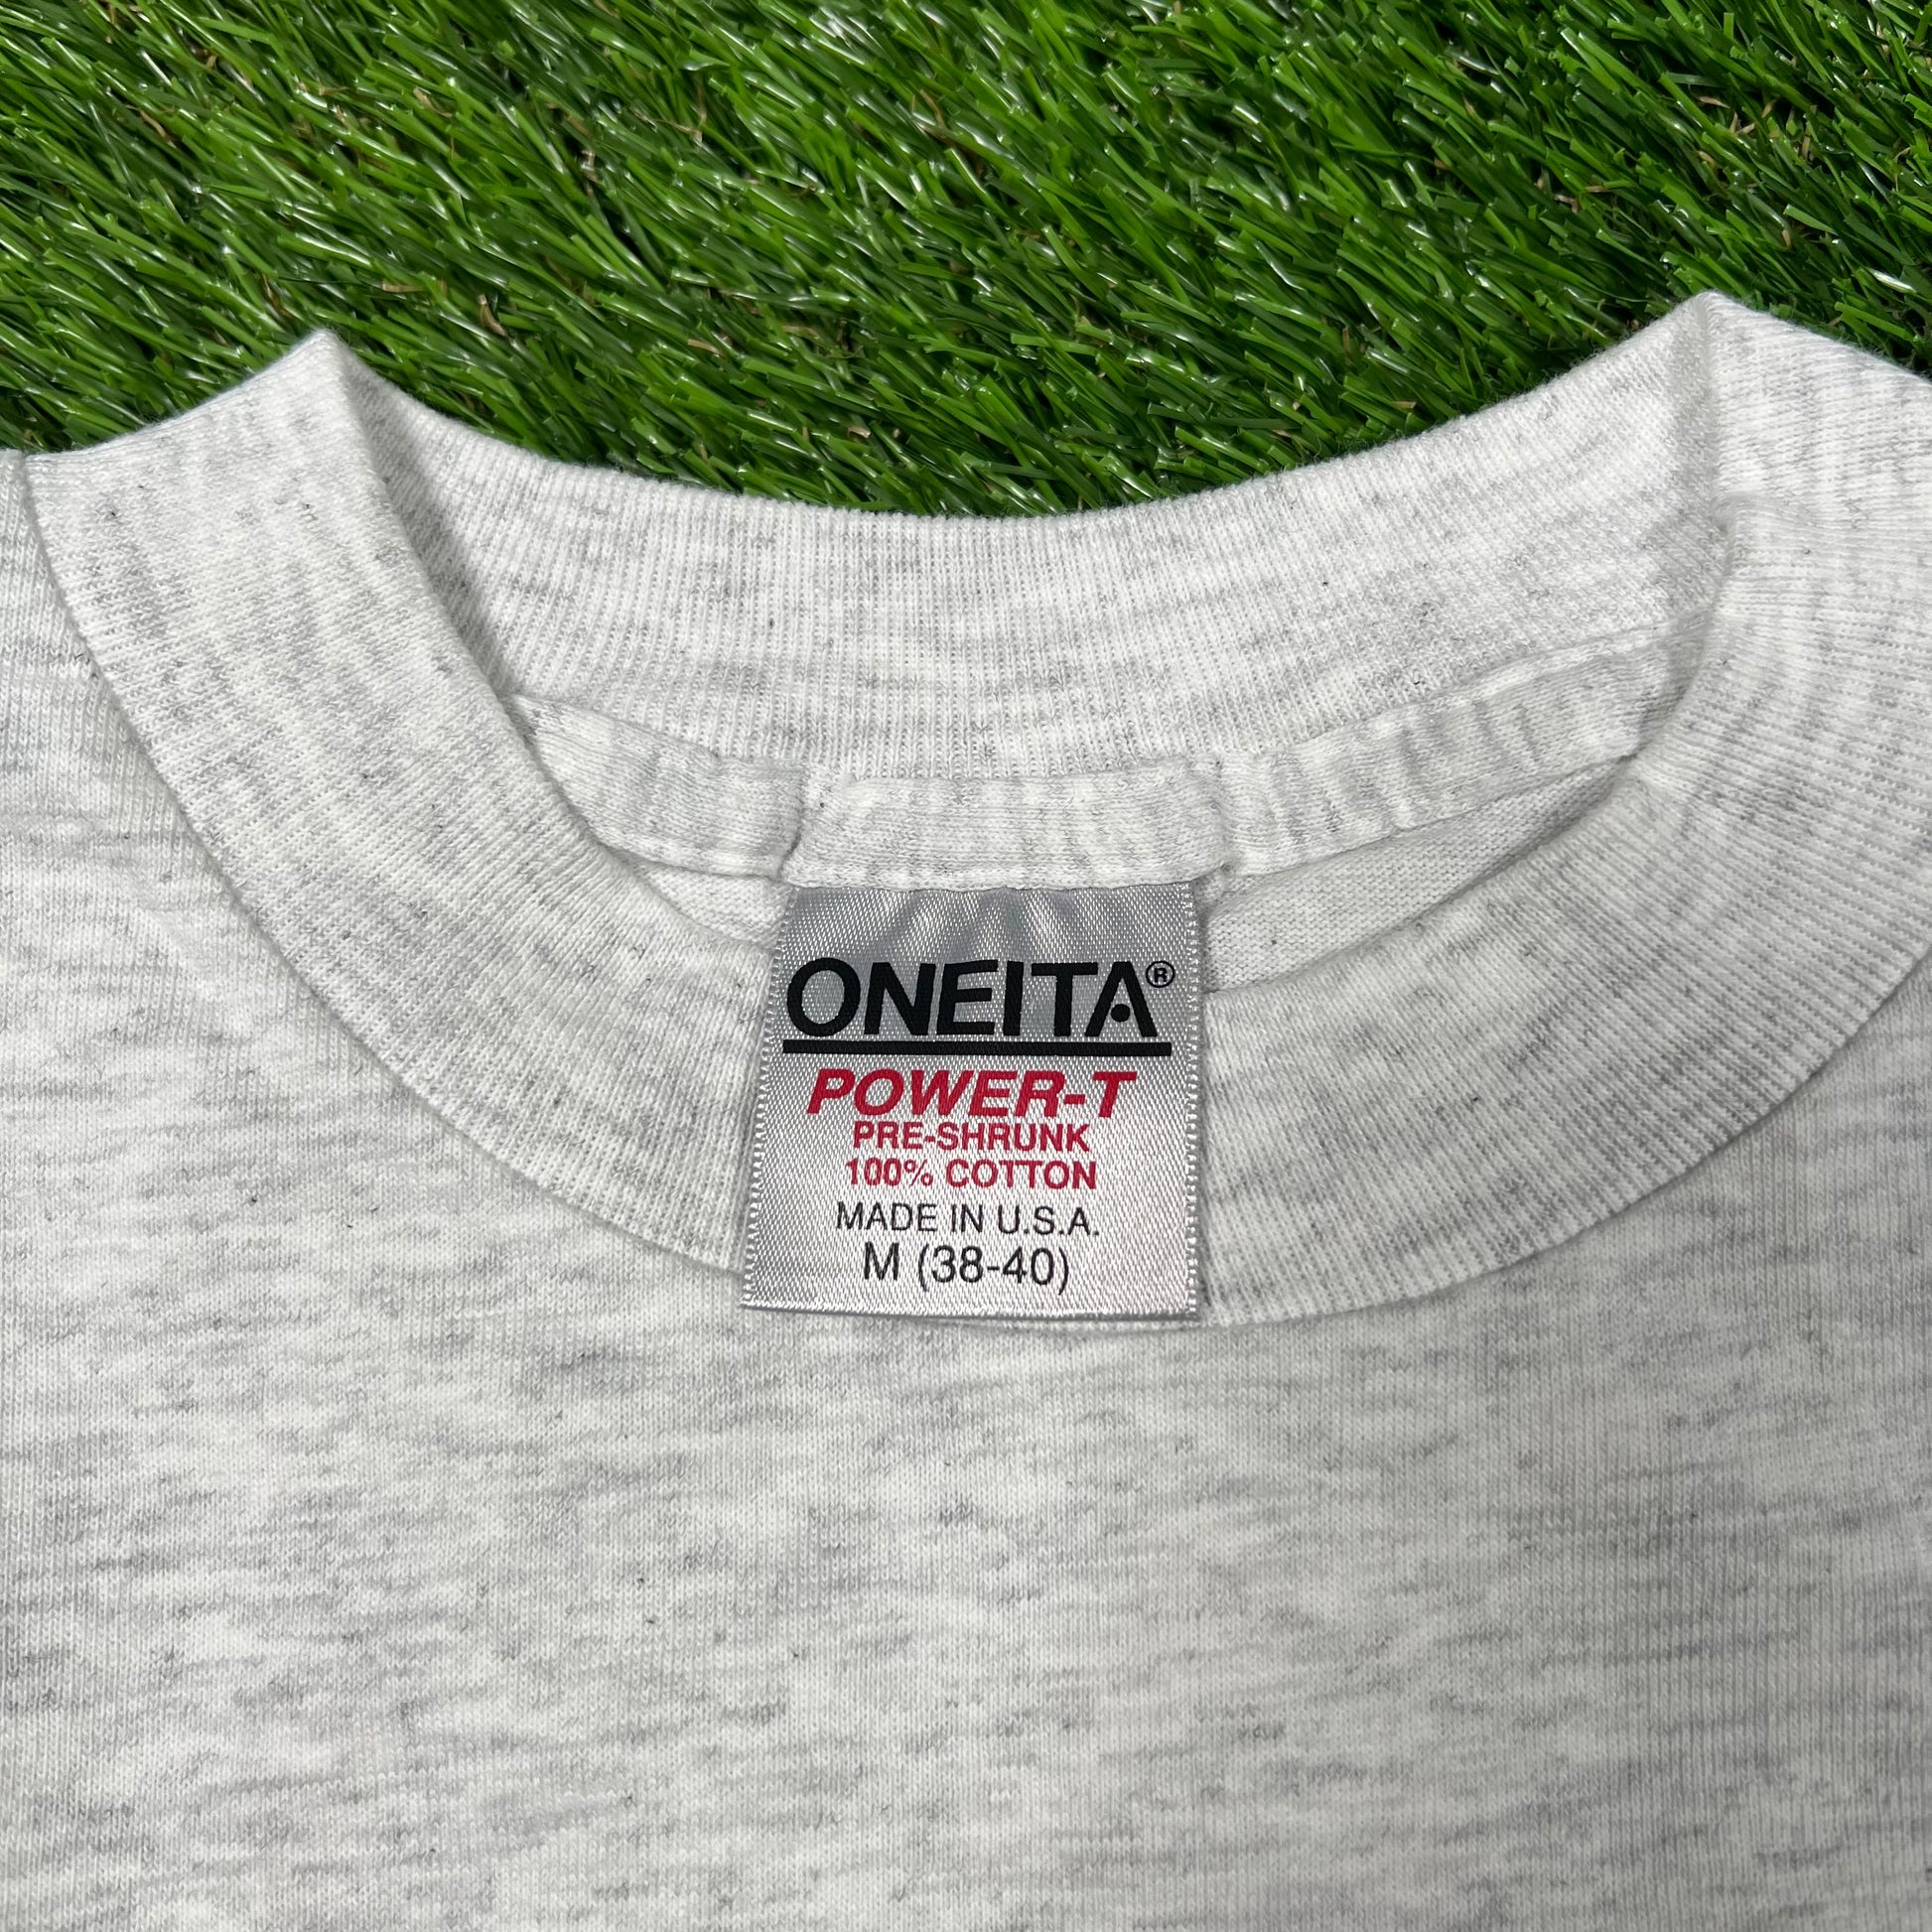 ONEITA®
POWER-T
PRE-SHRUNK
100% COTTON
MADE IN U.S.A.
M (38-40)